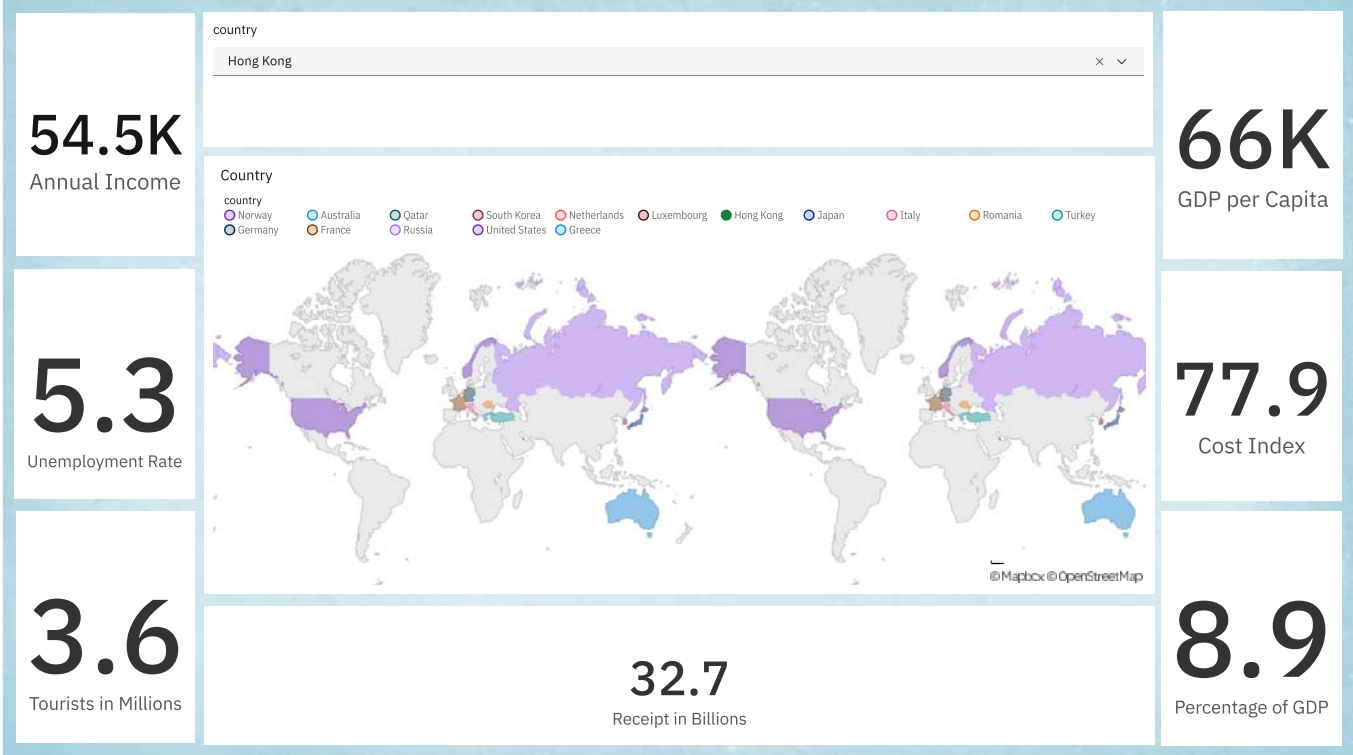 54.5K
Annual Income
5.3
Unemployment Rate
3.6
Tourists in Millions
country
Hong Kong
Country
country
Norway Australia Qatar South Korea Netherlands Luxembourg Hong Kong Japan Italy Romania Turkey
Germany France Russia United States Greece
© Mapbox © OpenStreetMap
32.7
Receipt in Billions
66K
GDP per Capita
77.9
Cost Index
8.9
Percentage of GDP